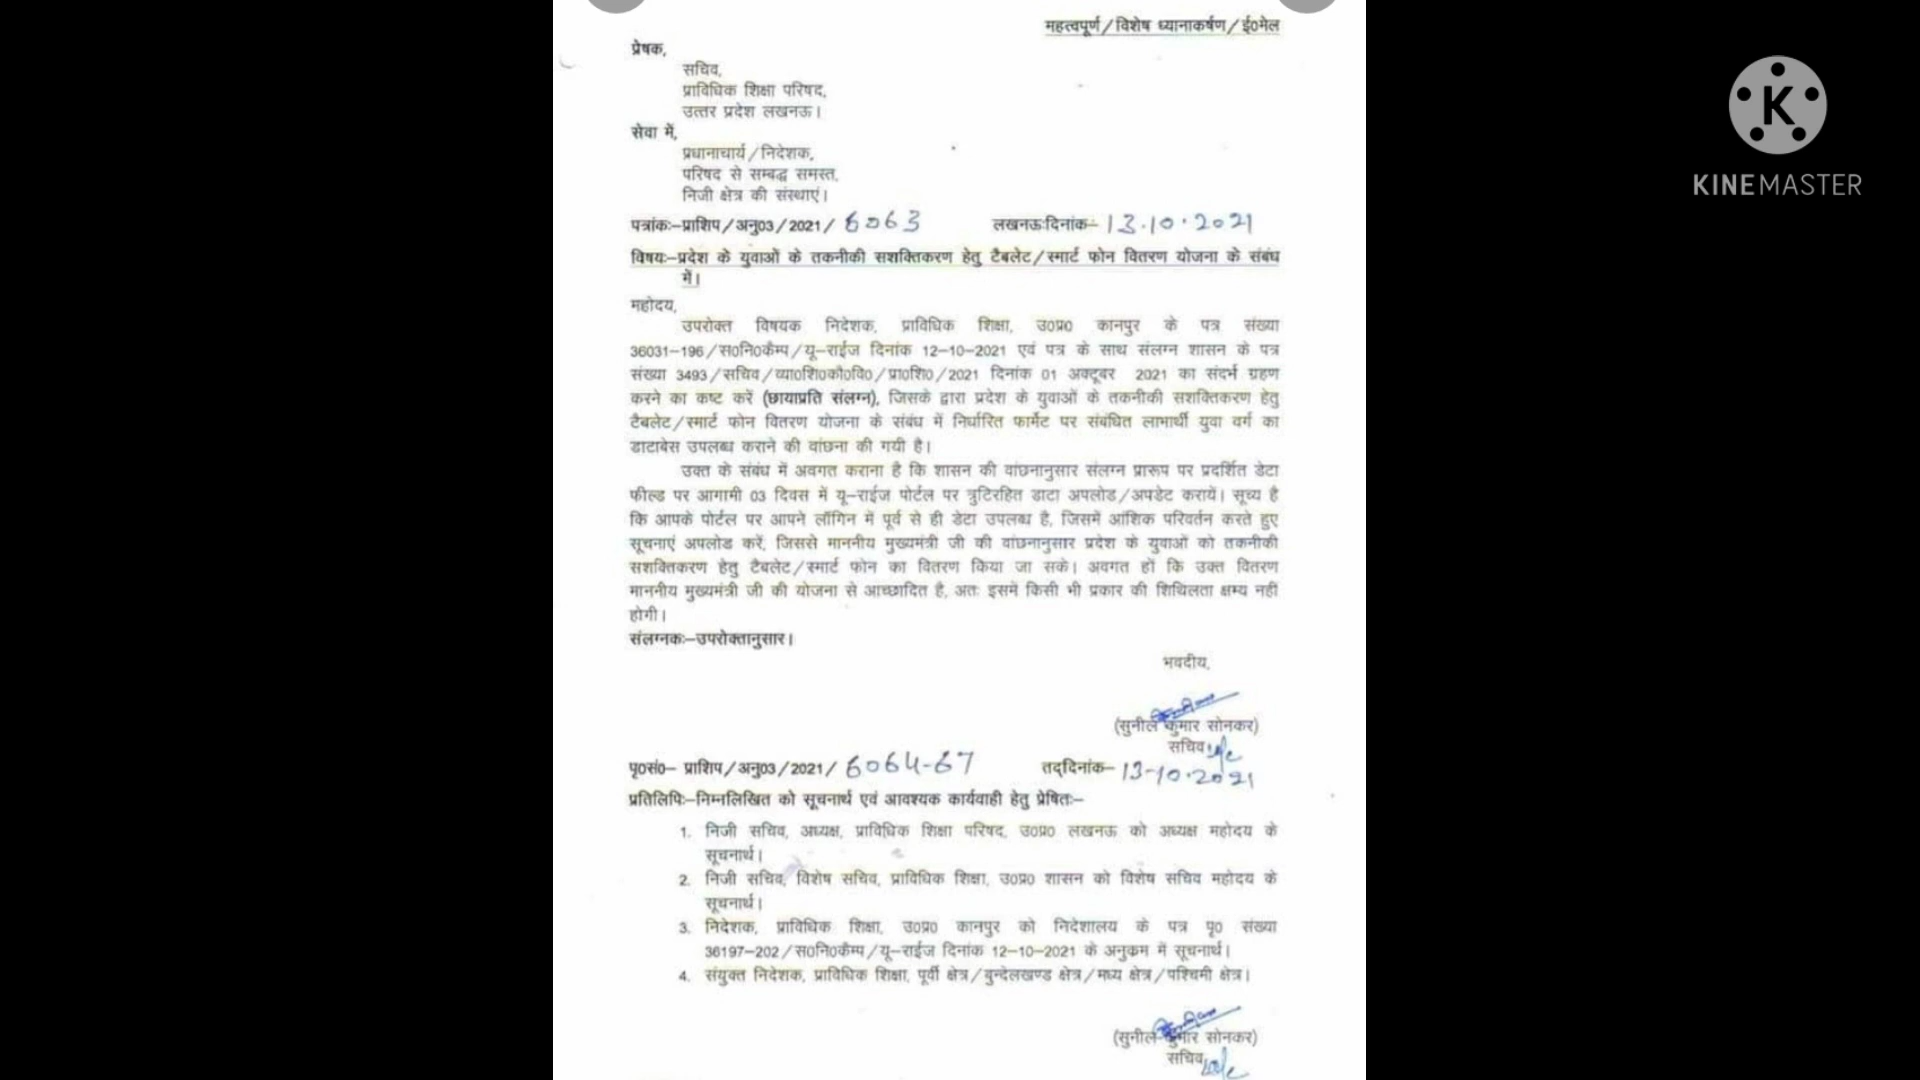 महत्वपूर्ण/विशेष ध्यानाकर्षण/ई0मेल
प्रेषक,
सचिव,
प्राविधिक शिक्षा परिषद,
उत्तर प्रदेश लखनऊ।
सेवा में,
प्रधानाचार्य/निदेशक,
परिषद से सम्बद्ध समस्त,
निजी क्षेत्र की संस्थाएं।
पत्रांकः–प्राशिप/अनु03/2021/ 6063 लखनऊःदिनांक– 13.10.2021
विषयः–प्रदेश के युवाओं के तकनीकी सशक्तिकरण हेतु टैबलेट/स्मार्ट फोन वितरण योजना के संबंध
में।
महोदय,
उपरोक्त विषयक निदेशक, प्राविधिक शिक्षा, उ0प्र0 कानपुर के पत्र संख्या
36031–196/स0नि0कैम्प/यू–राईज दिनांक 12–10–2021 एवं पत्र के साथ संलग्न शासन के पत्र
संख्या 3493/सचिव/व्या0शि0कौ0वि0/प्रा0शि0/2021 दिनांक 01 अक्टूबर 2021 का संदर्भ ग्रहण
करने का कष्ट करें (छायाप्रति संलग्न), जिसके द्वारा प्रदेश के युवाओं के तकनीकी सशक्तिकरण हेतु
टैबलेट/स्मार्ट फोन वितरण योजना के संबंध में निर्धारित फार्मेट पर संबंधित लाभार्थी युवा वर्ग का
डाटाबेस उपलब्ध कराने की वांछना की गयी है।
उक्त के संबंध में अवगत कराना है कि शासन की वांछनानुसार संलग्न प्रारूप पर प्रदर्शित डेटा
फील्ड पर आगामी 03 दिवस में यू–राईज पोर्टल पर त्रुटिरहित डाटा अपलोड/अपडेट करायें। सूच्य है
कि आपके पोर्टल पर आपने लॉगिन में पूर्व से ही डेटा उपलब्ध है, जिसमें आंशिक परिवर्तन करते हुए
सूचनाएं अपलोड करें, जिससे माननीय मुख्यमंत्री जी की वांछनानुसार प्रदेश के युवाओं को तकनीकी
सशक्तिकरण हेतु टैबलेट/स्मार्ट फोन का वितरण किया जा सके। अवगत हों कि उक्त वितरण
माननीय मुख्यमंत्री जी की योजना से आच्छादित है, अतः इसमें किसी भी प्रकार की शिथिलता क्षम्य नहीं
होगी।
संलग्नकः–उपरोक्तानुसार।
भवदीय,
(सुनील कुमार सोनकर)
सचिव
पृ0सं0– प्राशिप/अनु03/2021/ 6064-67 तद्दिनांक– 13-10.2021
प्रतिलिपिः–निम्नलिखित को सूचनार्थ एवं आवश्यक कार्यवाही हेतु प्रेषितः–
1. निजी सचिव, अध्यक्ष, प्राविधिक शिक्षा परिषद, उ0प्र0 लखनऊ को अध्यक्ष महोदय के
सूचनार्थ।
2. निजी सचिव, विशेष सचिव, प्राविधिक शिक्षा, उ0प्र0 शासन को विशेष सचिव महोदय के
सूचनार्थ।
3. निदेशक, प्राविधिक शिक्षा, उ0प्र0 कानपुर को निदेशालय के पत्र पृ0 संख्या
36197–202/स0नि0कैम्प/यू–राईज दिनांक 12–10–2021 के अनुक्रम में सूचनार्थ।
4. संयुक्त निदेशक, प्राविधिक शिक्षा, पूर्वी क्षेत्र/बुन्देलखण्ड क्षेत्र/मध्य क्षेत्र/पश्चिमी क्षेत्र।
(सुनील कुमार सोनकर)
सचिव
K
KINEMASTER